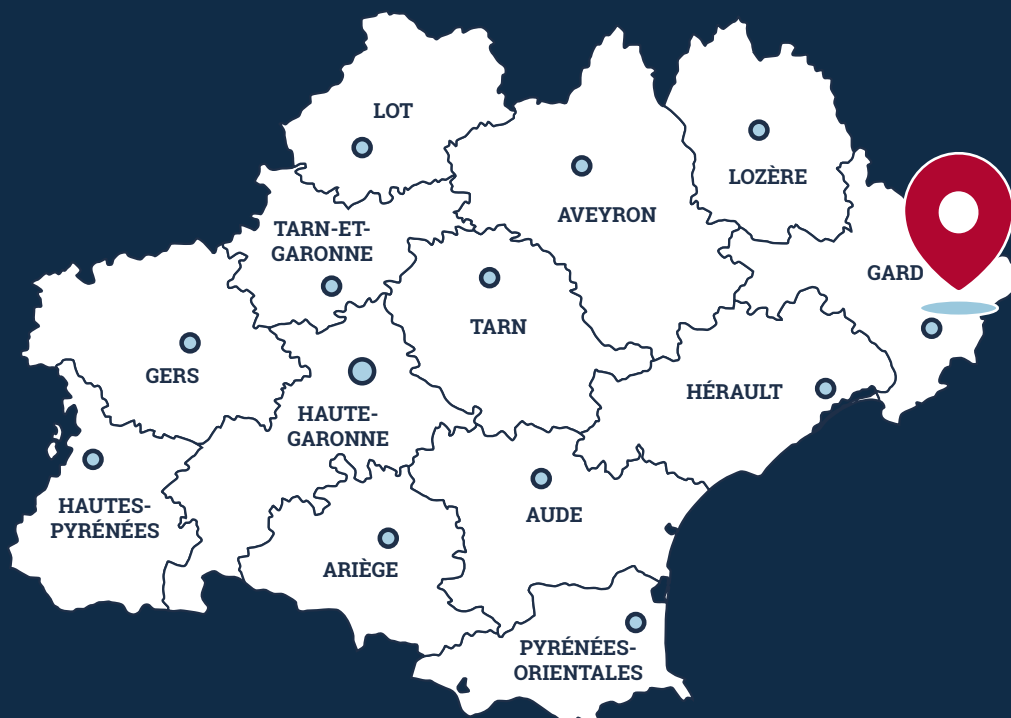 LOT
LOZÈRE
AVEYRON
TARN-ET-
GARONNE
GARD
TARN
GERS
HÉRAULT
HAUTE-
GARONNE
HAUTES-
PYRÉNÉES
AUDE
ARIÈGE
PYRÉNÉES-
ORIENTALES